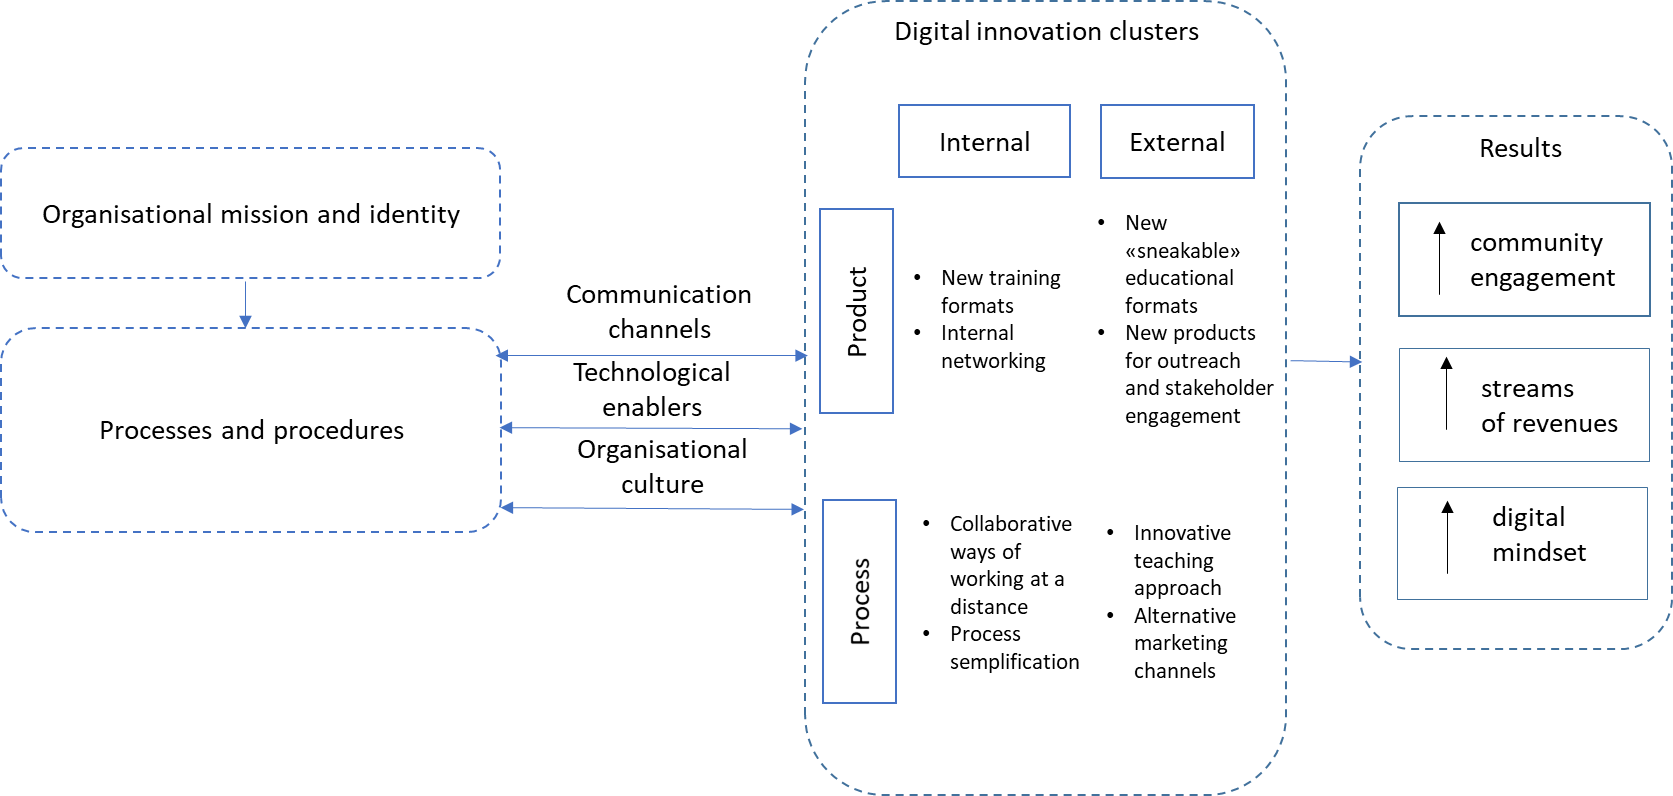 Organisational mission and identity
Processes and procedures
Communication
channels
Technological
enablers
Organisational
culture
Digital innovation clusters
Internal
External
Product
• New training
formats
• Internal
networking
• New
«sneakable»
educational
formats
• New products
for outreach
and stakeholder
engagement
Process
• Collaborative
ways of
working at a
distance
• Process
semplification
• Innovative
teaching
approach
• Alternative
marketing
channels
Results
community
engagement
streams
of revenues
digital
mindset